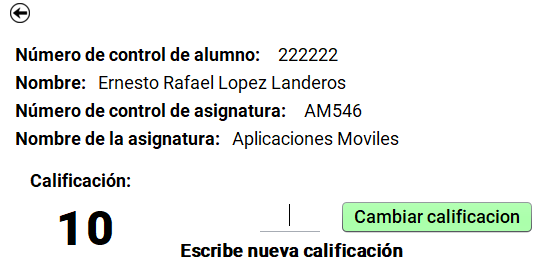 Número de control de alumno: 222222
Nombre: Ernesto Rafael Lopez Landeros
Número de control de asignatura: AM546
Nombre de la asignatura: Aplicaciones Moviles
Calificación:
10
Cambiar calificacion
Escribe nueva calificación